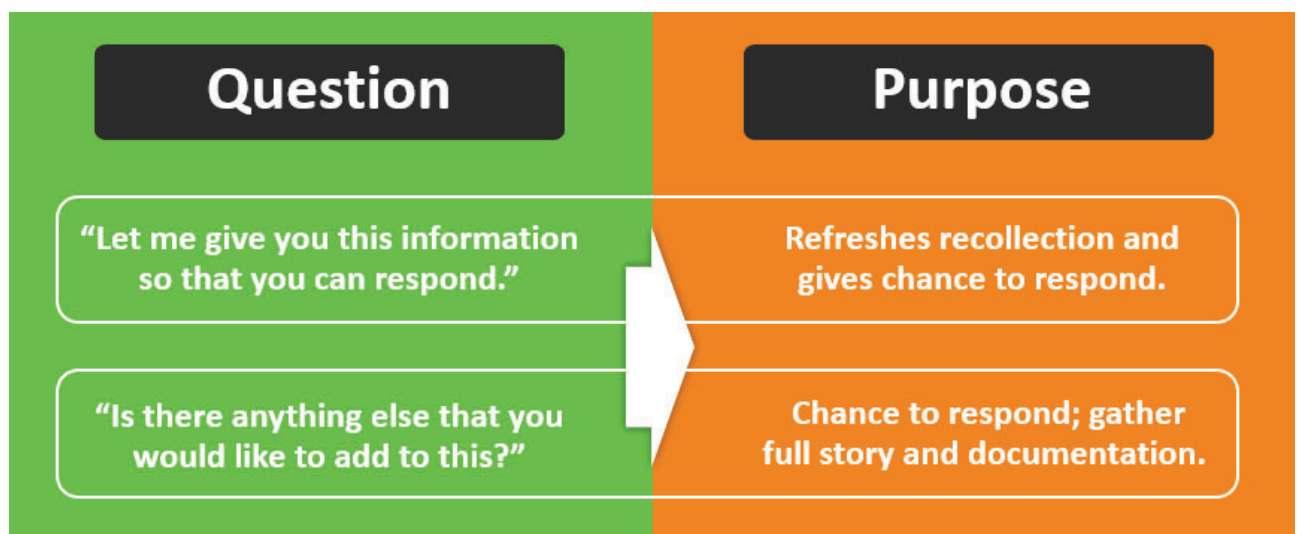 Question
Purpose
“Let me give you this information
so that you can respond.”
Refreshes recollection and
gives chance to respond.
“Is there anything else that you
would like to add to this?”
Chance to respond; gather
full story and documentation.